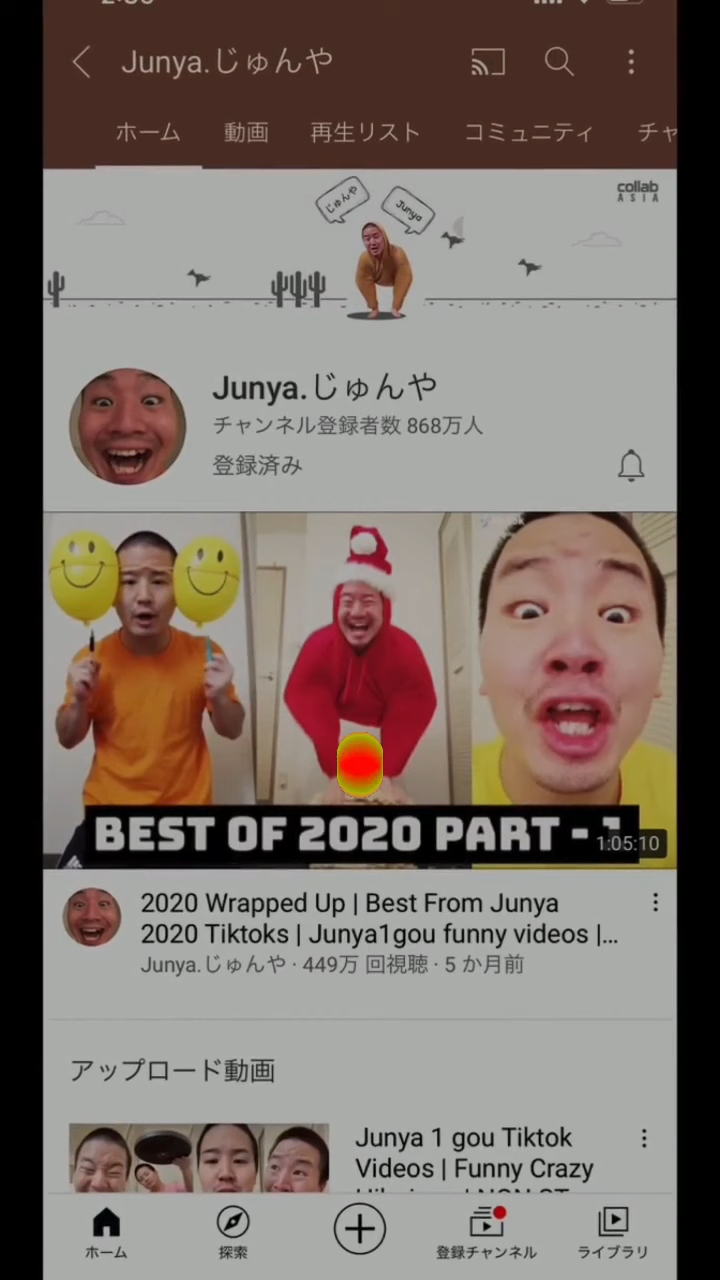 Junya.じゅんや
ホーム 動画 再生リスト コミュニティ チャ
collab
ASIA
じゅんや
Junya
Junya.じゅんや
チャンネル登録者数 868万人
登録済み
BEST OF 2020 PART - 1
1:05:10
2020 Wrapped Up | Best From Junya
2020 Tiktoks | Junya1gou funny videos |...
Junya.じゅんや · 449万 回視聴 · 5 か月前
アップロード動画
Junya 1 gou Tiktok
Videos | Funny Crazy
ホーム 探索 登録チャンネル ライブラリ